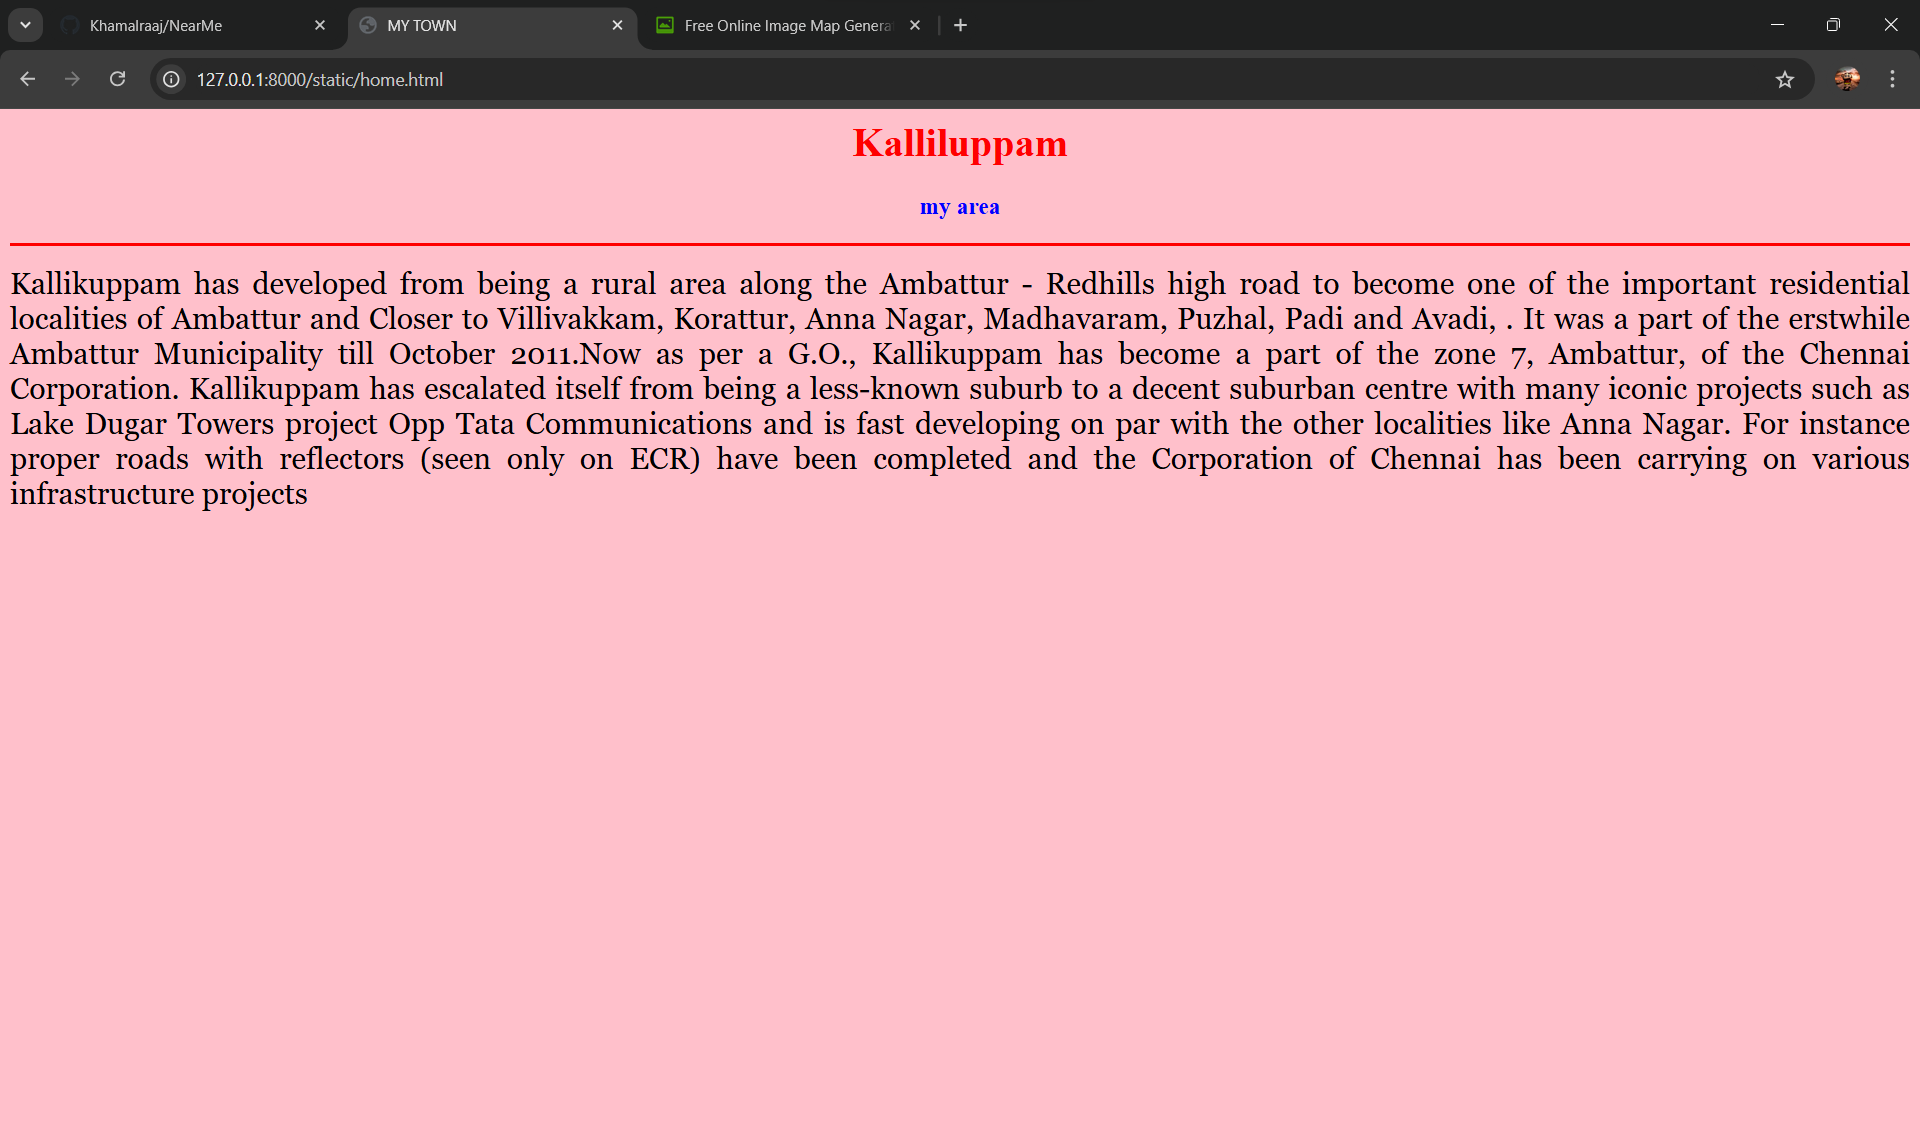 Khamalraaj/NearMe
MY TOWN
Free Online Image Map Genera
127.0.0.1:8000/static/home.html
Kalliluppam
my area
Kallikuppam has developed from being a rural area along the Ambattur - Redhills high road to become one of the important residential
localities of Ambattur and Closer to Villivakkam, Korattur, Anna Nagar, Madhavaram, Puzhal, Padi and Avadi, . It was a part of the erstwhile
Ambattur Municipality till October 2011.Now as per a G.O., Kallikuppam has become a part of the zone 7, Ambattur, of the Chennai
Corporation. Kallikuppam has escalated itself from being a less-known suburb to a decent suburban centre with many iconic projects such as
Lake Dugar Towers project Opp Tata Communications and is fast developing on par with the other localities like Anna Nagar. For instance
proper roads with reflectors (seen only on ECR) have been completed and the Corporation of Chennai has been carrying on various
infrastructure projects